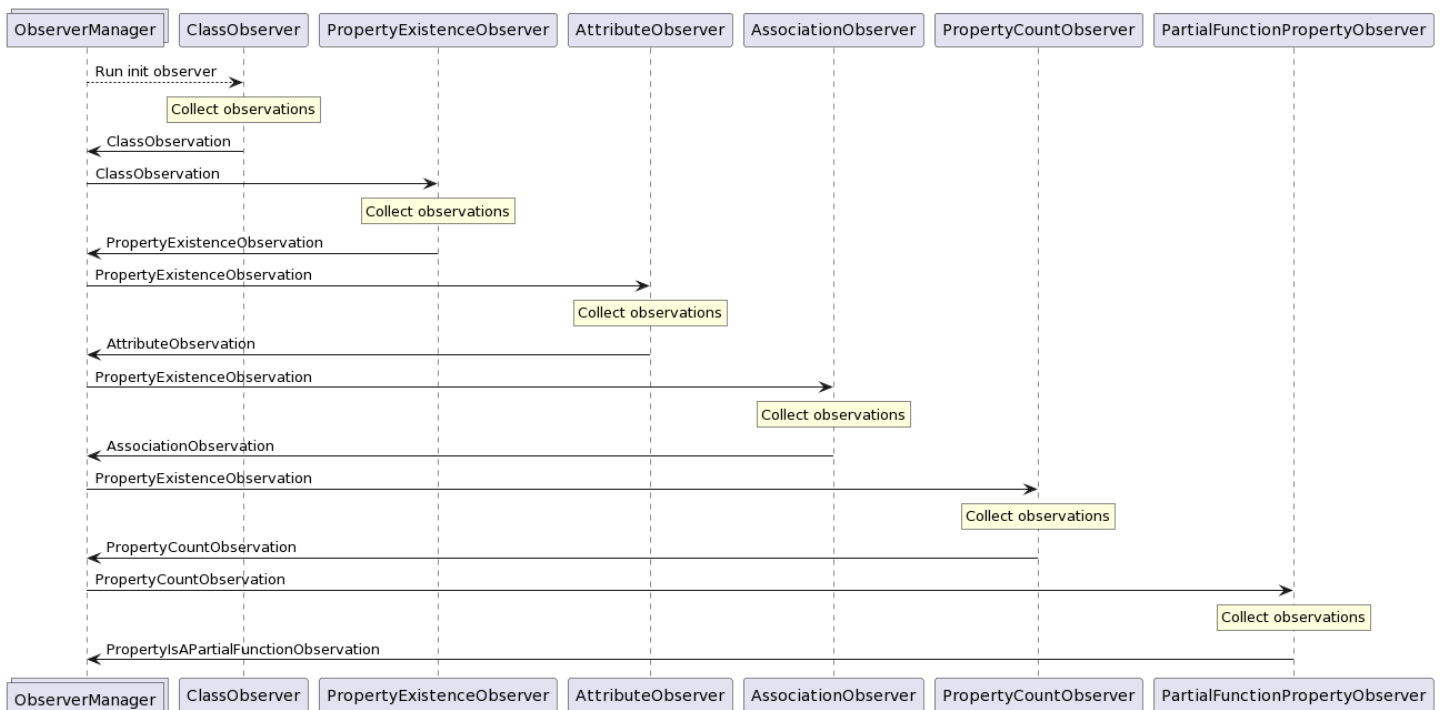 ObserverManager
ClassObserver
PropertyExistenceObserver
AttributeObserver
AssociationObserver
PropertyCountObserver
PartialFunctionPropertyObserver
Run init observer
Collect observations
ClassObservation
ClassObservation
Collect observations
PropertyExistenceObservation
PropertyExistenceObservation
Collect observations
AttributeObservation
PropertyExistenceObservation
Collect observations
AssociationObservation
PropertyExistenceObservation
Collect observations
PropertyCountObservation
PropertyCountObservation
Collect observations
PropertyIsAPartialFunctionObservation
ObserverManager
ClassObserver
PropertyExistenceObserver
AttributeObserver
AssociationObserver
PropertyCountObserver
PartialFunctionPropertyObserver